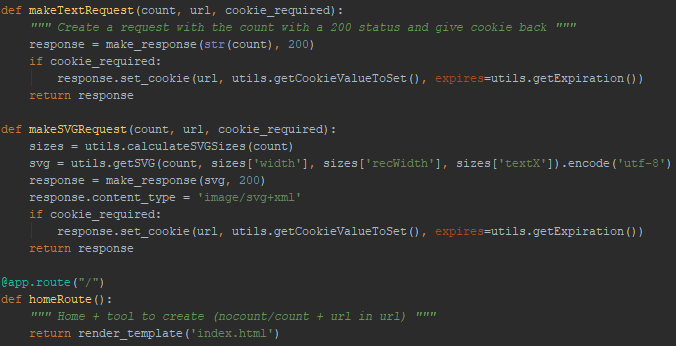 def makeTextRequest(count, url, cookie_required):
    """ Create a request with the count with a 200 status and give cookie back """
    response = make_response(str(count), 200)
    if cookie_required:
        response.set_cookie(url, utils.getCookieValueToSet(), expires=utils.getExpiration())
    return response

def makeSVGRequest(count, url, cookie_required):
    sizes = utils.calculateSVGSizes(count)
    svg = utils.getSVG(count, sizes['width'], sizes['recWidth'], sizes['textX']).encode('utf-8')
    response = make_response(svg, 200)
    response.content_type = 'image/svg+xml'
    if cookie_required:
        response.set_cookie(url, utils.getCookieValueToSet(), expires=utils.getExpiration())
    return response

@app.route("/")
def homeRoute():
    """ Home + tool to create (nocount/count + url in url) """
    return render_template('index.html')